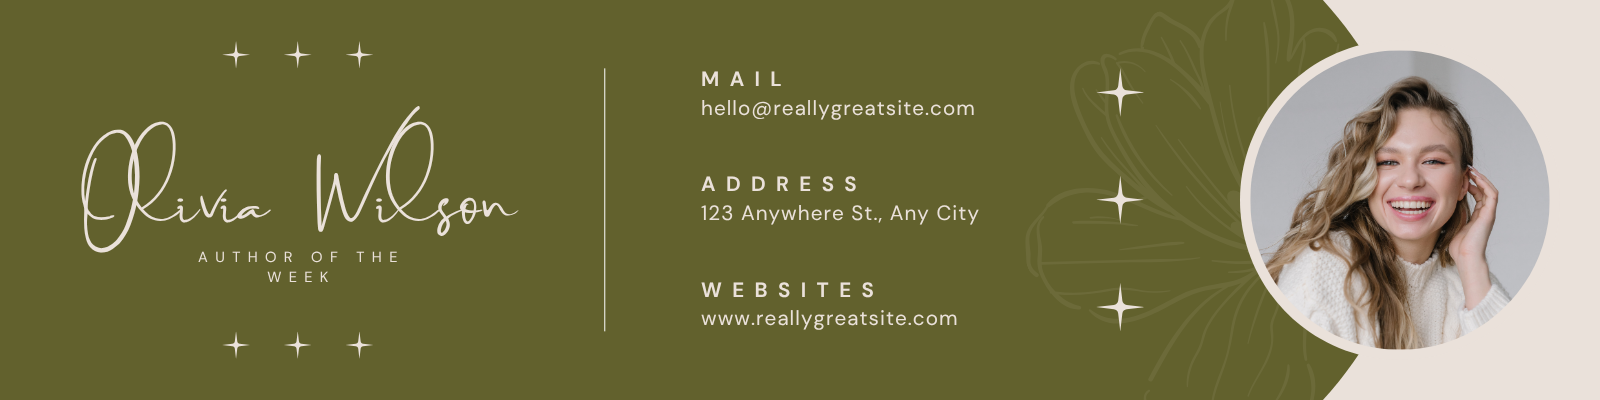 Olivia Wilson
AUTHOR OF THE
WEEK
MAIL
hello@reallygreatsite.com
ADDRESS
123 Anywhere St., Any City
WEBSITES
www.reallygreatsite.com